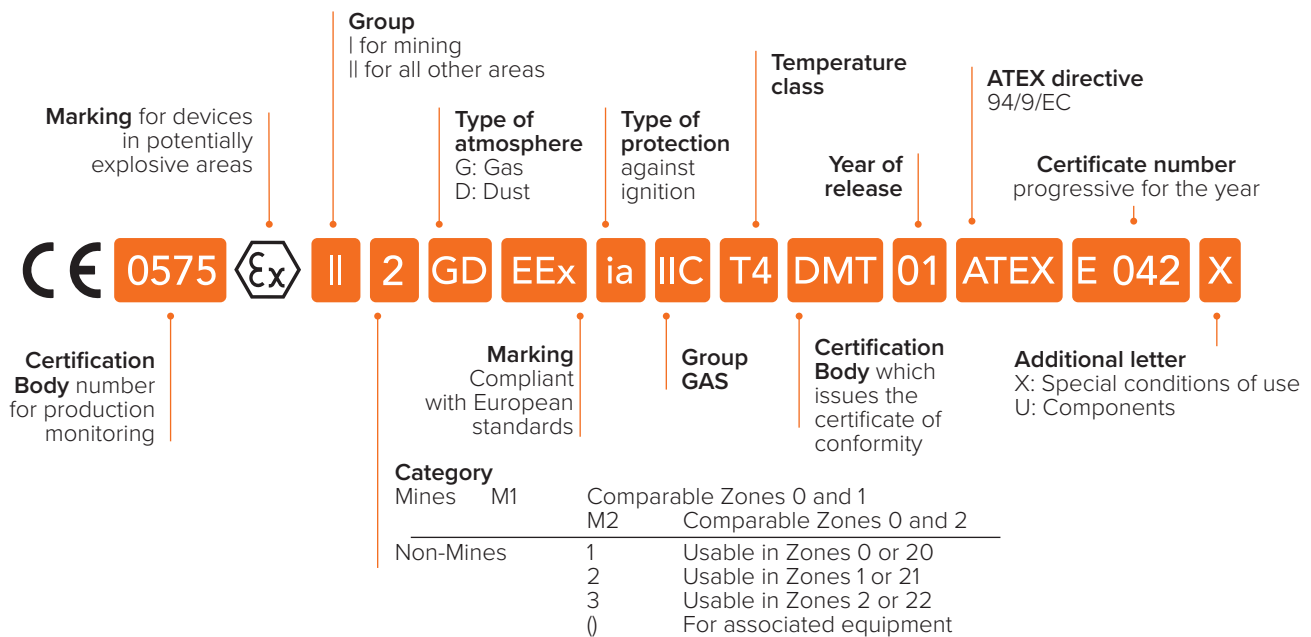 Group
I for mining
II for all other areas
Marking for devices
in potentially
explosive areas
Type of
atmosphere
G: Gas
D: Dust
Type of
protection
against
ignition
Temperature
class
Year of
release
ATEX directive
94/9/EC
Certificate number
progressive for the year
CE 0575 Ex II 2 GD EEx ia IIC T4 DMT 01 ATEX E 042 X
Certification
Body number
for production
monitoring
Marking
Compliant
with European
standards
Group
GAS
Certification
Body which
issues the
certificate of
conformity
Additional letter
X: Special conditions of use
U: Components
Category
Mines M1 Comparable Zones 0 and 1
M2 Comparable Zones 0 and 2
Non-Mines 1 Usable in Zones 0 or 20
2 Usable in Zones 1 or 21
3 Usable in Zones 2 or 22
() For associated equipment